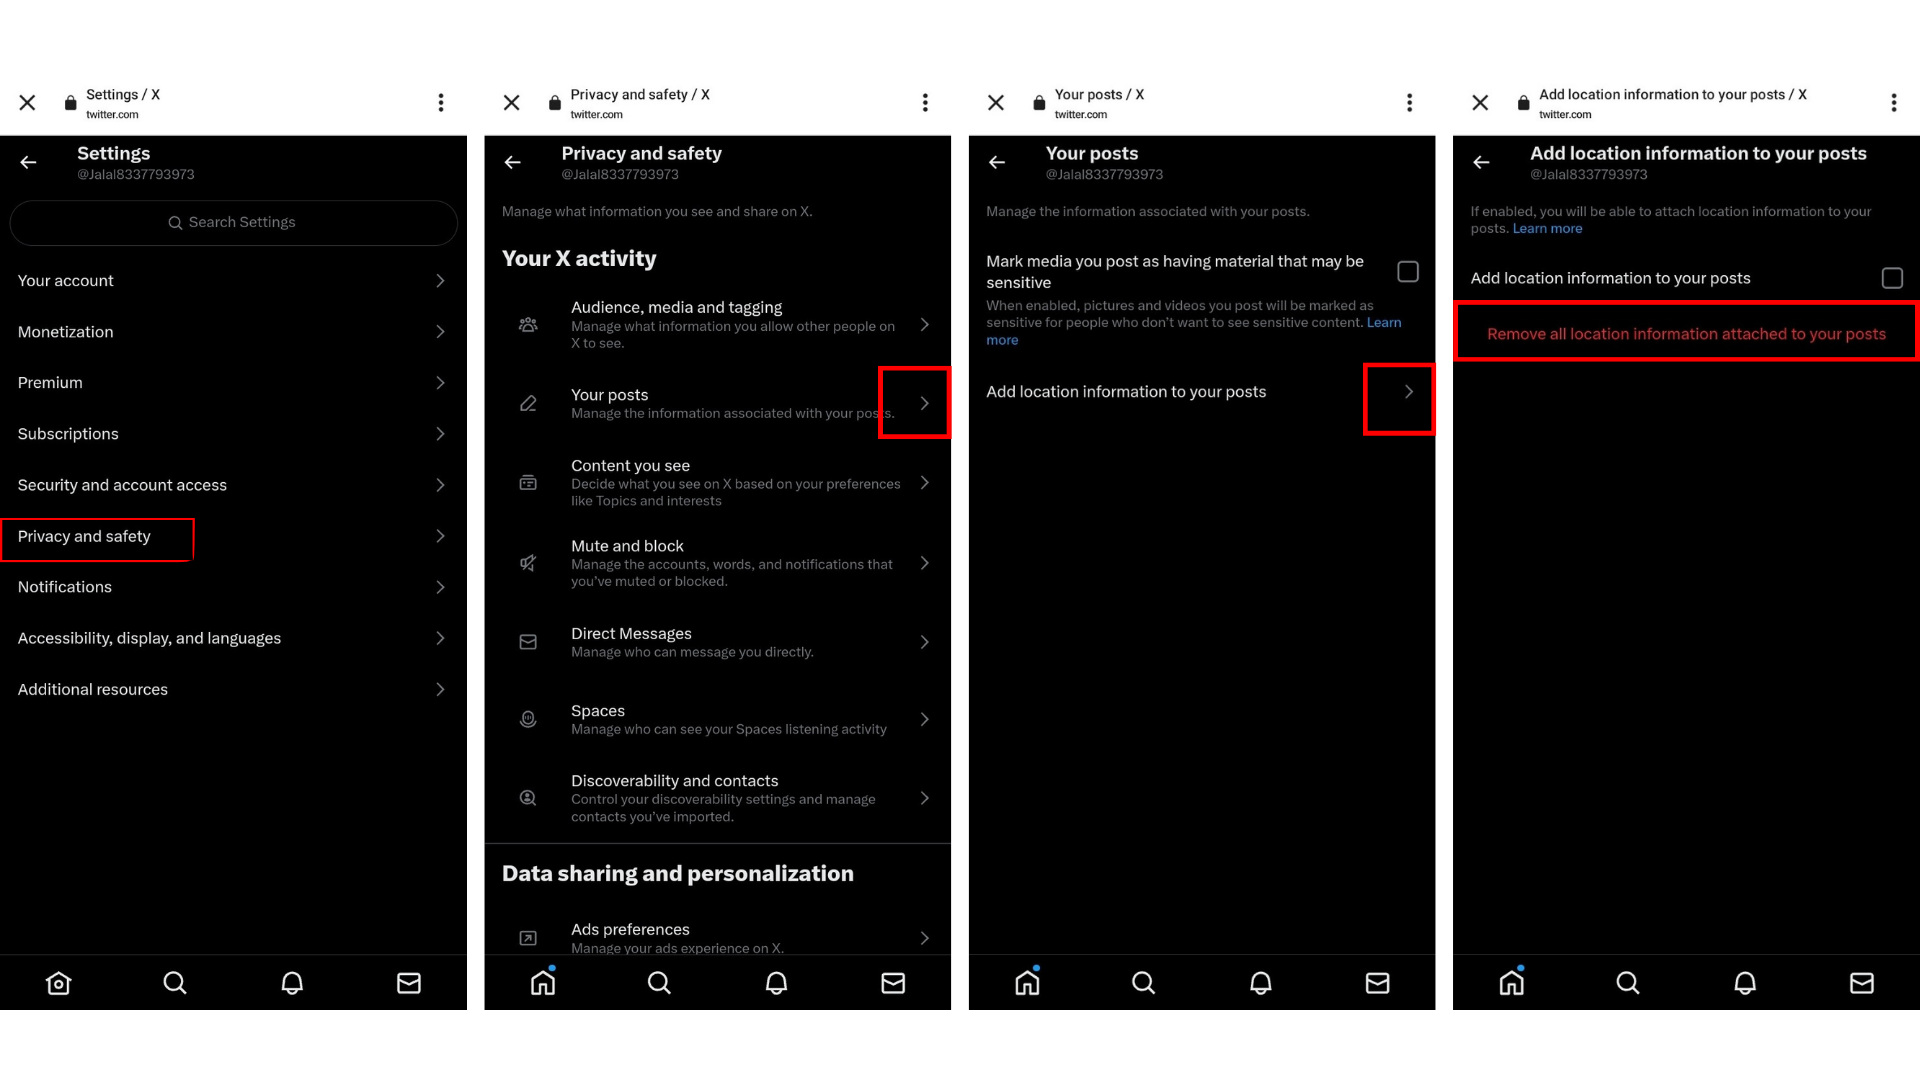 Settings / X
twitter.com
Settings
@Jalal8337793973
Search Settings
Your account
Monetization
Premium
Subscriptions
Security and account access
Privacy and safety
Notifications
Accessibility, display, and languages
Additional resources
Privacy and safety / X
twitter.com
Privacy and safety
@Jalal8337793973
Manage what information you see and share on X.
Your X activity
Audience, media and tagging
Manage what information you allow other people on
X to see.
Your posts
Manage the information associated with your posts.
Content you see
Decide what you see on X based on your preferences
like Topics and interests
Mute and block
Manage the accounts, words, and notifications that
you’ve muted or blocked.
Direct Messages
Manage who can message you directly.
Spaces
Manage who can see your Spaces listening activity
Discoverability and contacts
Control your discoverability settings and manage
contacts you’ve imported.
Data sharing and personalization
Ads preferences
Manage your ads experience on X.
Your posts / X
twitter.com
Your posts
@Jalal8337793973
Manage the information associated with your posts.
Mark media you post as having material that may be
sensitive
When enabled, pictures and videos you post will be marked as
sensitive for people who don’t want to see sensitive content. Learn
more
Add location information to your posts
Add location information to your posts / X
twitter.com
Add location information to your posts
@Jalal8337793973
If enabled, you will be able to attach location information to your
posts. Learn more
Add location information to your posts
Remove all location information attached to your posts